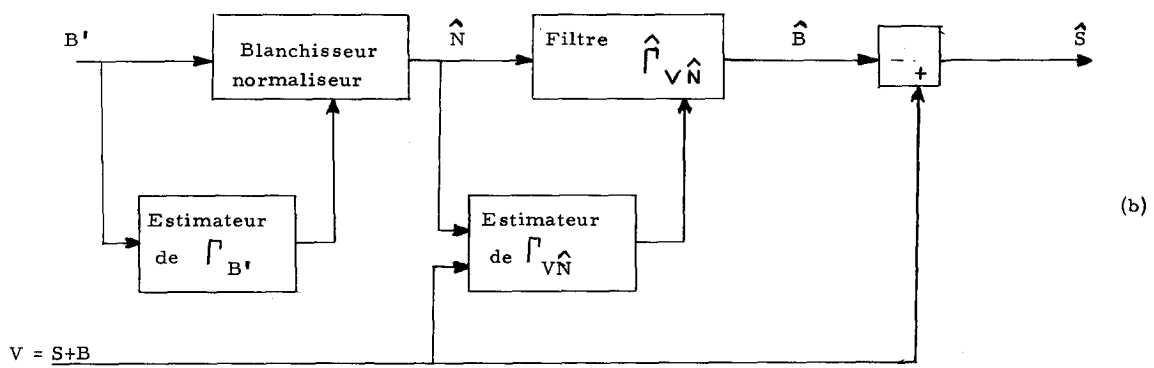 B'
Blanchisseur
normaliseur
N̂
Filtre
Γ̂ VN̂
B̂
- +
Ŝ
Estimateur
de Γ B'
Estimateur
de Γ VN̂
(b)
V = S+B